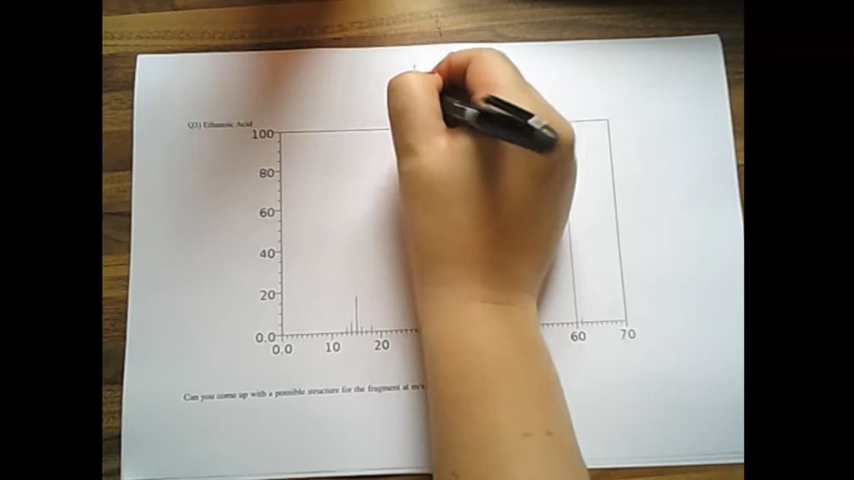 Q3) Ethanoic Acid
100
80
60
40
20
0.0
0.0 10 20 60 70
Can you come up with a possible structure for the fragment at